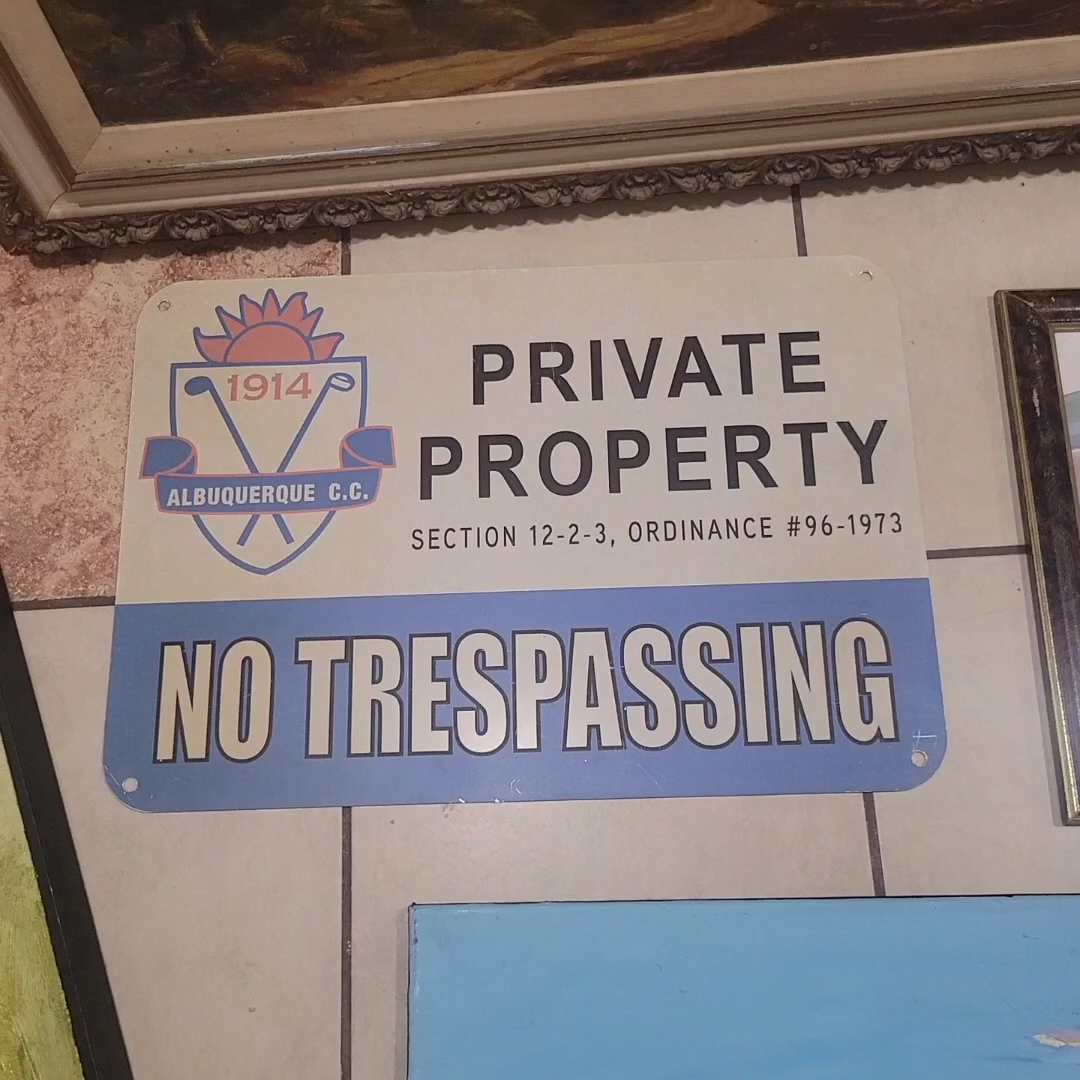 1914
ALBUQUERQUE C.C.
PRIVATE
PROPERTY
SECTION 12-2-3, ORDINANCE #96-1973
NO TRESPASSING